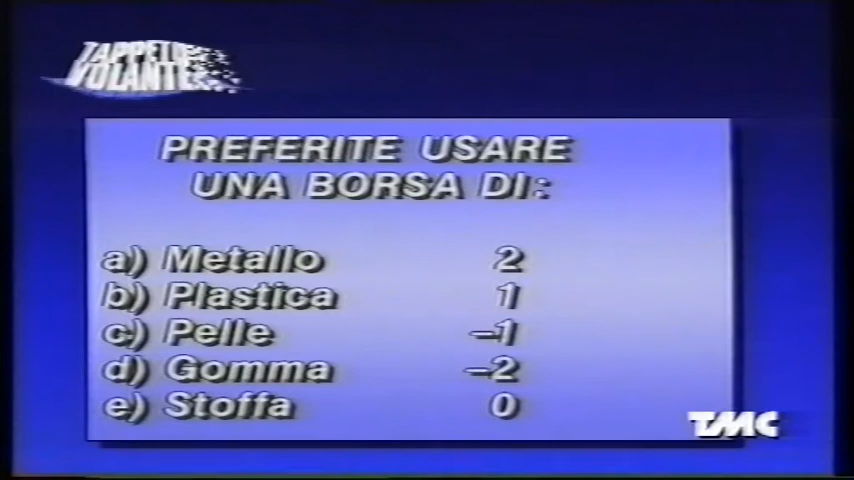 TAPPETO
VOLANTE
PREFERITE USARE
UNA BORSA DI:
a) Metallo 2
b) Plastica 1
c) Pelle -1
d) Gomma -2
e) Stoffa 0
TMC